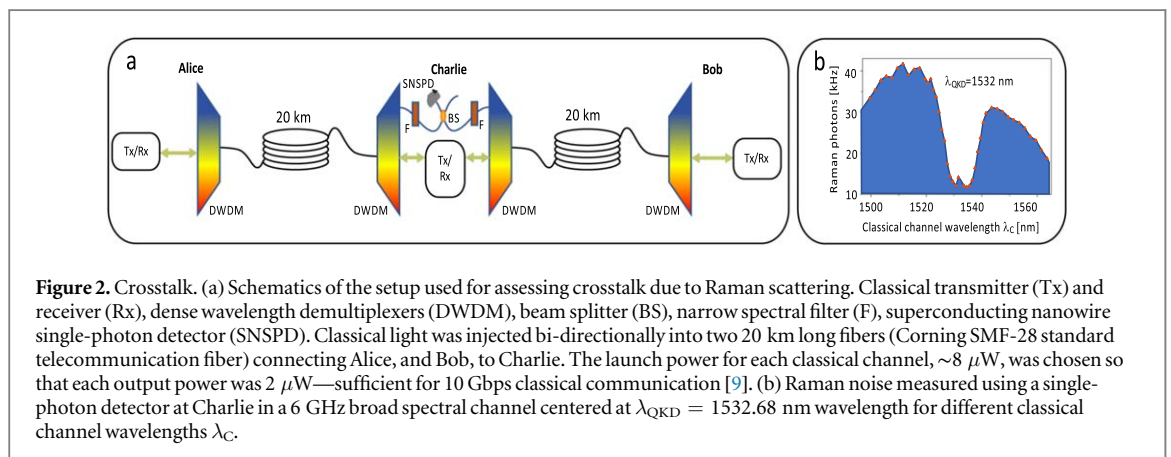 a
Alice
Charlie
Bob
SNSPD
20 km
F
BS
F
20 km
Tx/Rx
Tx/
Rx
Tx/Rx
DWDM
DWDM
DWDM
DWDM
b
λQKD=1532 nm
Raman photons [kHz]
40
30
20
10
1500
1520
1540
1560
Classical channel wavelength λC [nm]
Figure 2. Crosstalk. (a) Schematics of the setup used for assessing crosstalk due to Raman scattering. Classical transmitter (Tx) and
receiver (Rx), dense wavelength demultiplexers (DWDM), beam splitter (BS), narrow spectral filter (F), superconducting nanowire
single-photon detector (SNSPD). Classical light was injected bi-directionally into two 20 km long fibers (Corning SMF-28 standard
telecommunication fiber) connecting Alice, and Bob, to Charlie. The launch power for each classical channel, ~8 μW, was chosen so
that each output power was 2 μW—sufficient for 10 Gbps classical communication [9]. (b) Raman noise measured using a single-
photon detector at Charlie in a 6 GHz broad spectral channel centered at λQKD = 1532.68 nm wavelength for different classical
channel wavelengths λC.